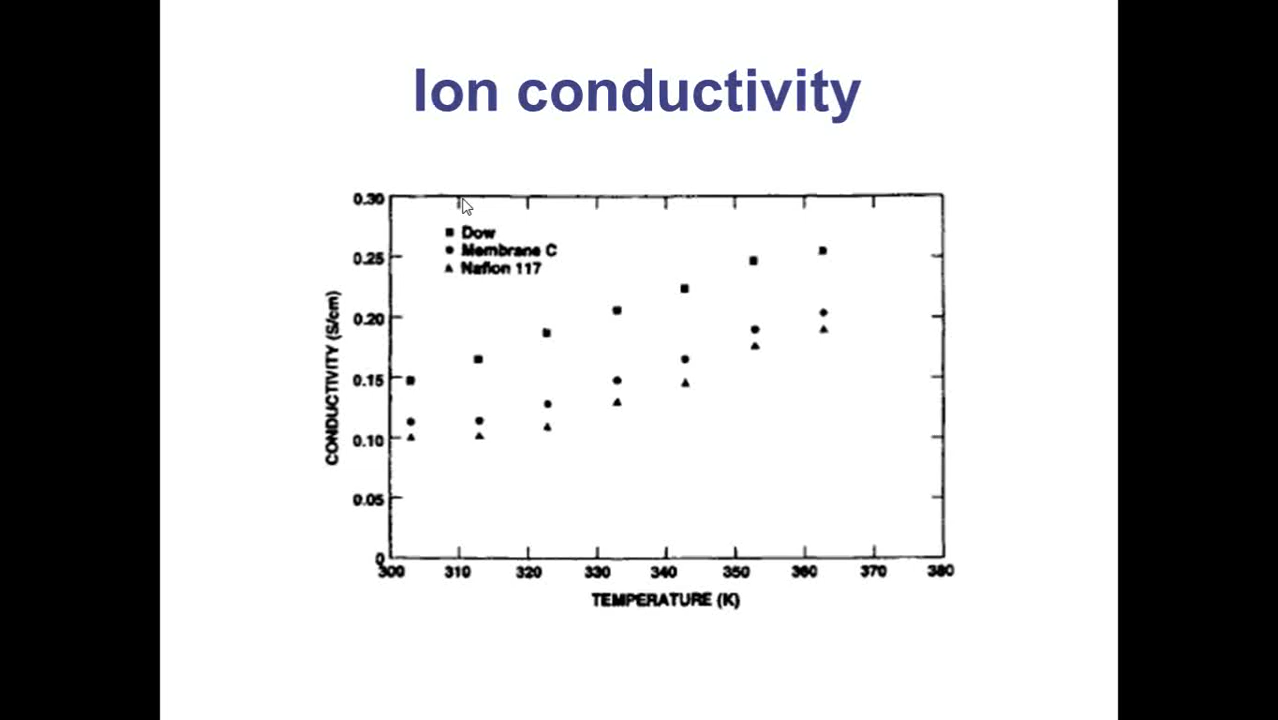 Ion conductivity
0.30
Dow
Membrane C
Nafion 117
0.25
0.20
0.15
0.10
0.05
0
CONDUCTIVITY (S/cm)
300 310 320 330 340 350 360 370 380
TEMPERATURE (K)